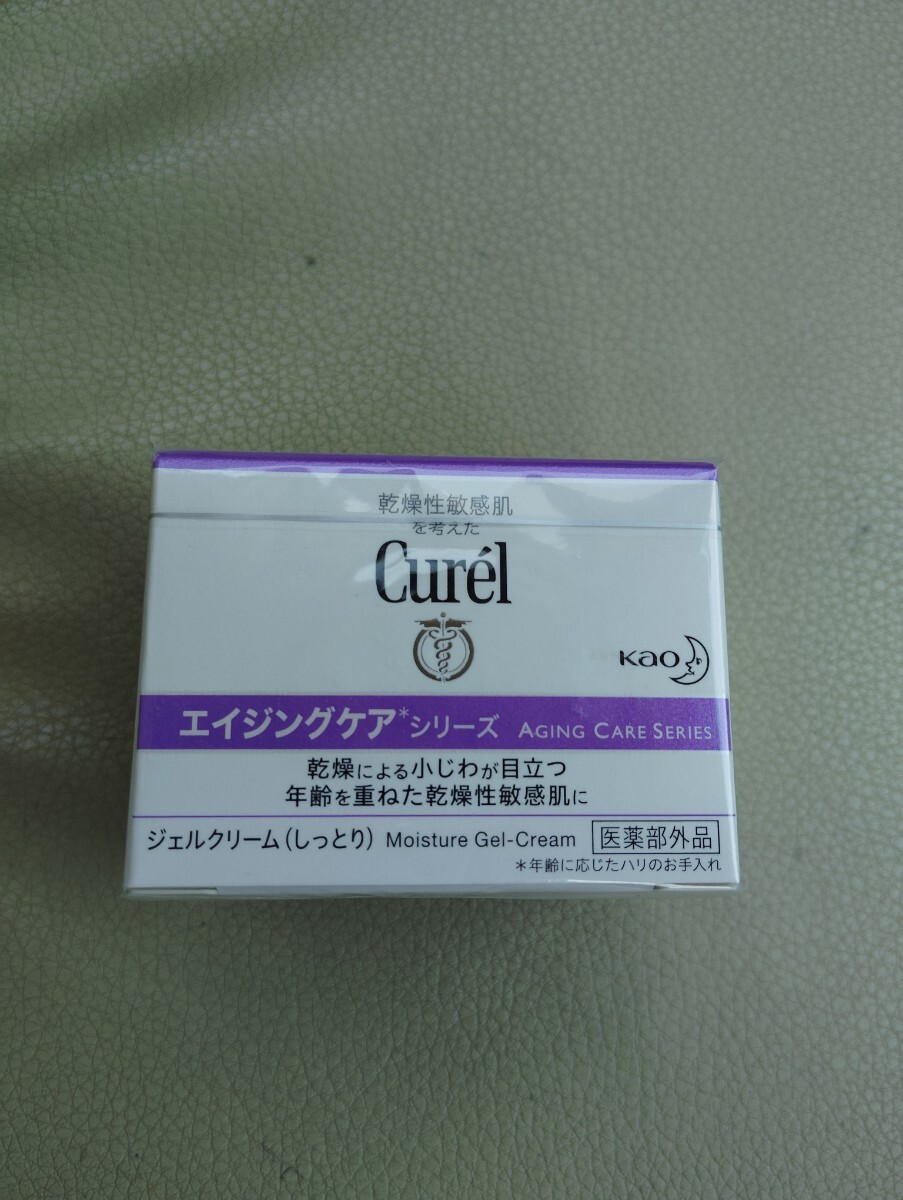 乾燥性敏感肌
を考えた
Curél
Kao
エイジングケア*シリーズ AGING CARE SERIES
乾燥による小じわが目立つ
年齢を重ねた乾燥性敏感肌に
ジェルクリーム(しっとり) Moisture Gel-Cream 医薬部外品
*年齢に応じたハリのお手入れ